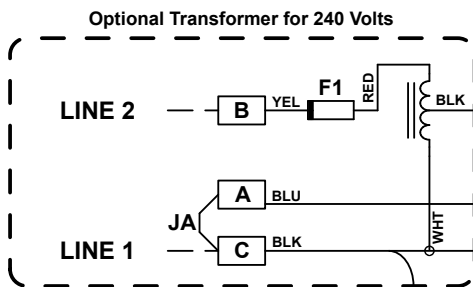 Optional Transformer for 240 Volts
F1
RED
LINE 2
B
YEL
BLK
A
BLU
JA
WHT
LINE 1
C
BLK